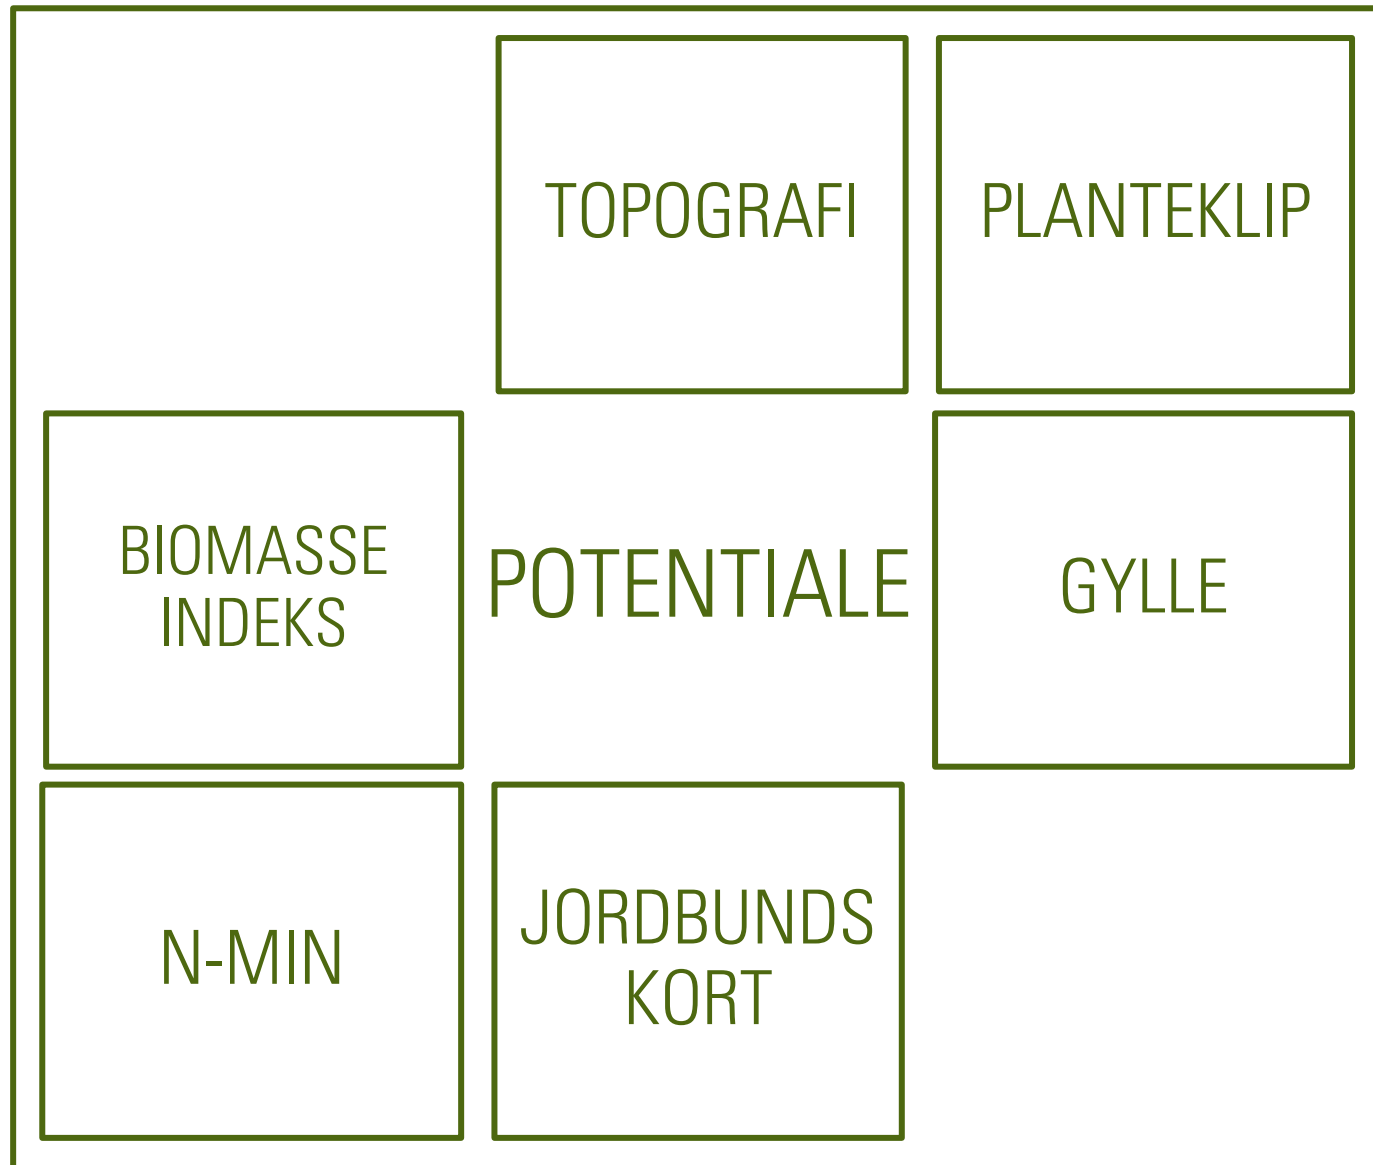 TOPOGRAFI
PLANTEKLIP
BIOMASSE
INDEKS
POTENTIALE
GYLLE
N-MIN
JORDBUNDS
KORT